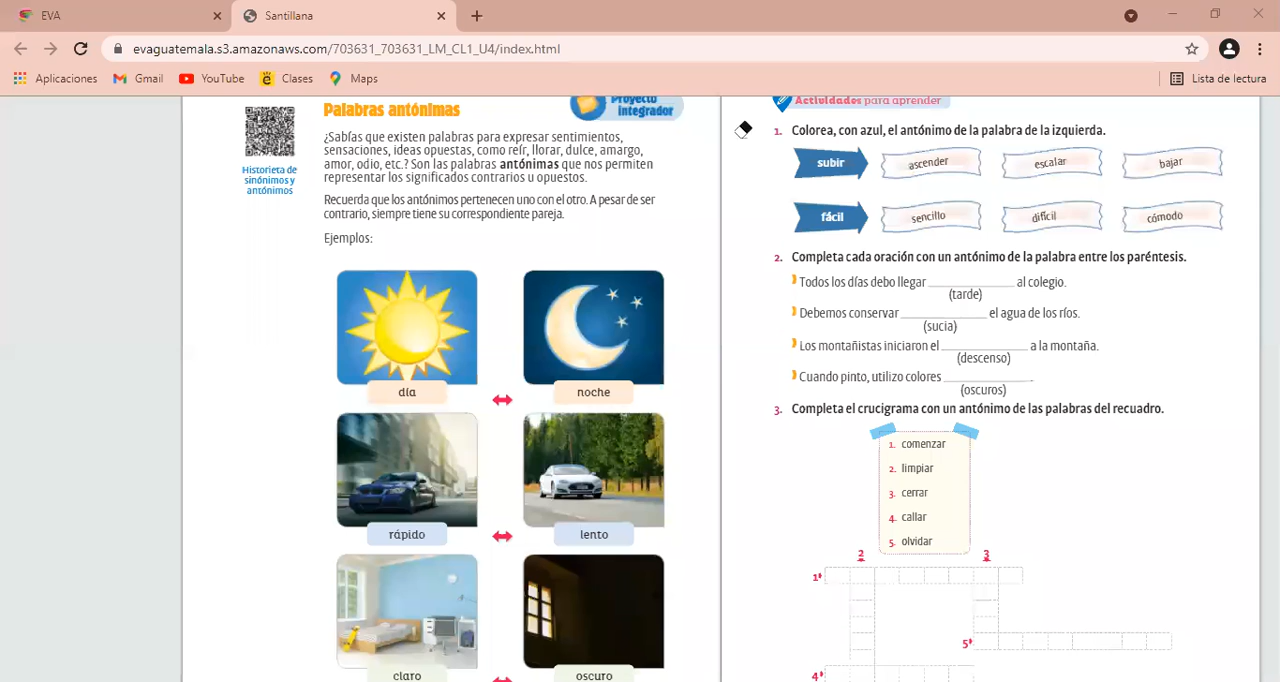 EVA
Santillana
evaguatemala.s3.amazonaws.com/703631_703631_LM_CL1_U4/index.html
Aplicaciones
Gmail
YouTube
Clases
Maps
Lista de lectura
Historieta de
sinónimos y
antónimos
Palabras antónimas
Proyecto
integrador
¿Sabías que existen palabras para expresar sentimientos,
sensaciones, ideas opuestas, como reír, llorar, dulce, amargo,
amor, odio, etc.? Son las palabras antónimas que nos permiten
representar los significados contrarios u opuestos.
Recuerda que los antónimos pertenecen uno con el otro. A pesar de ser
contrario, siempre tiene su correspondiente pareja.
Ejemplos:
día
noche
rápido
lento
claro
oscuro
Actividades para aprender
1. Colorea, con azul, el antónimo de la palabra de la izquierda.
subir ascender escalar bajar
fácil sencillo difícil cómodo
2. Completa cada oración con un antónimo de la palabra entre los paréntesis.
Todos los días debo llegar ______________ al colegio.
(tarde)
Debemos conservar ______________ el agua de los ríos.
(sucia)
Los montañistas iniciaron el ______________ a la montaña.
(descenso)
Cuando pinto, utilizo colores ______________.
(oscuros)
3. Completa el crucigrama con un antónimo de las palabras del recuadro.
1. comenzar
2. limpiar
3. cerrar
4. callar
5. olvidar
2
3
1
5
4